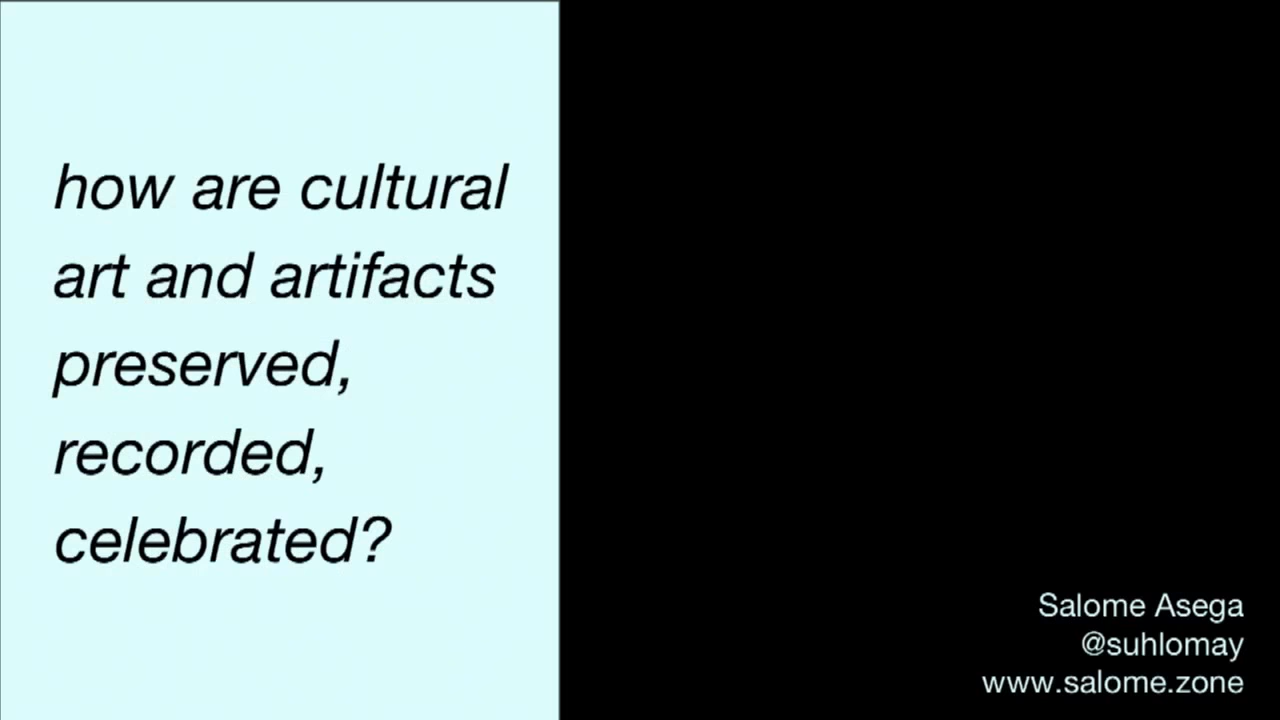 how are cultural
art and artifacts
preserved,
recorded,
celebrated?
Salome Asega
@suhlomay
www.salome.zone